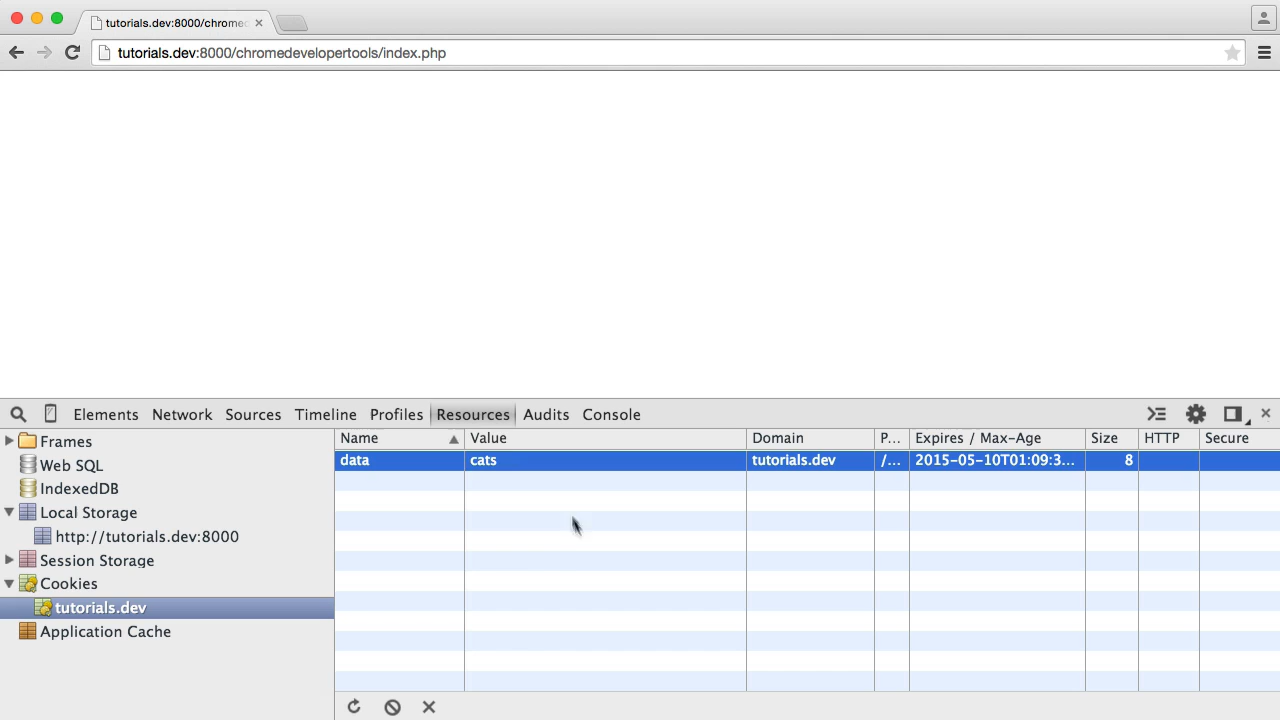 tutorials.dev:8000/chromed
tutorials.dev:8000/chromedevelopertools/index.php
Elements Network Sources Timeline Profiles Resources Audits Console
Frames
Web SQL
IndexedDB
Local Storage
http://tutorials.dev:8000
Session Storage
Cookies
tutorials.dev
Application Cache
Name Value Domain P... Expires / Max-Age Size HTTP Secure
data cats tutorials.dev /... 2015-05-10T01:09:3... 8